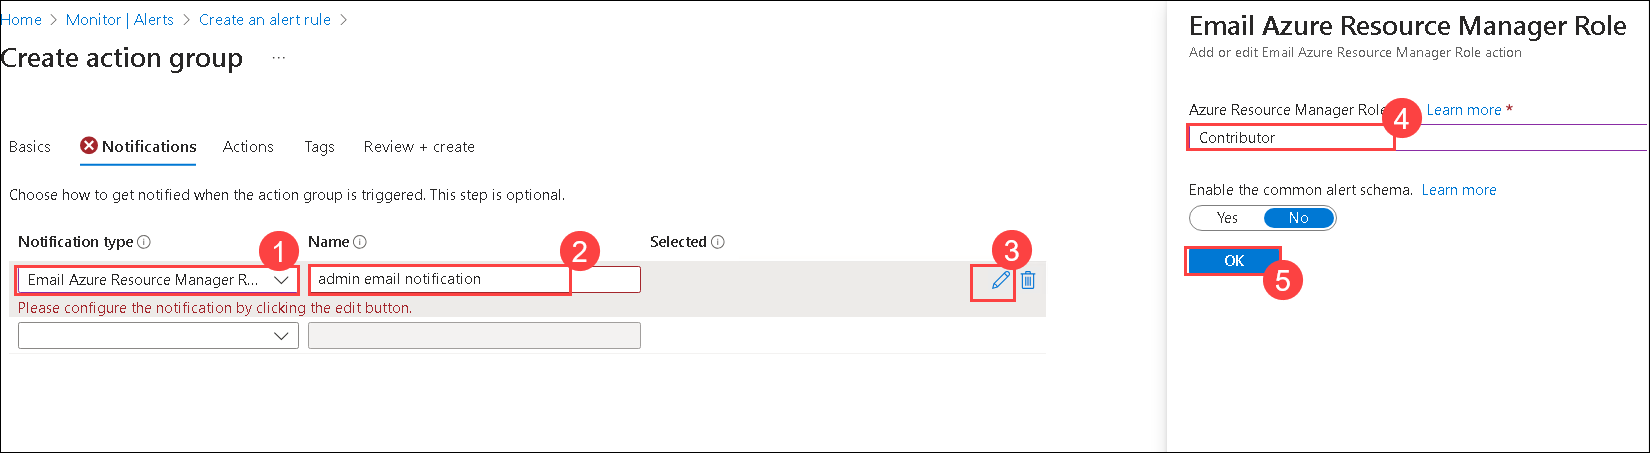 Home > Monitor | Alerts > Create an alert rule >
Create action group ...
Basics Notifications Actions Tags Review + create
Choose how to get notified when the action group is triggered. This step is optional.
Notification type Name Selected
1 2 3
Email Azure Resource Manager R... admin email notification
Please configure the notification by clicking the edit button.
Email Azure Resource Manager Role
Add or edit Email Azure Resource Manager Role action
Azure Resource Manager Role Learn more *
4
Contributor
Enable the common alert schema. Learn more
Yes No
OK
5